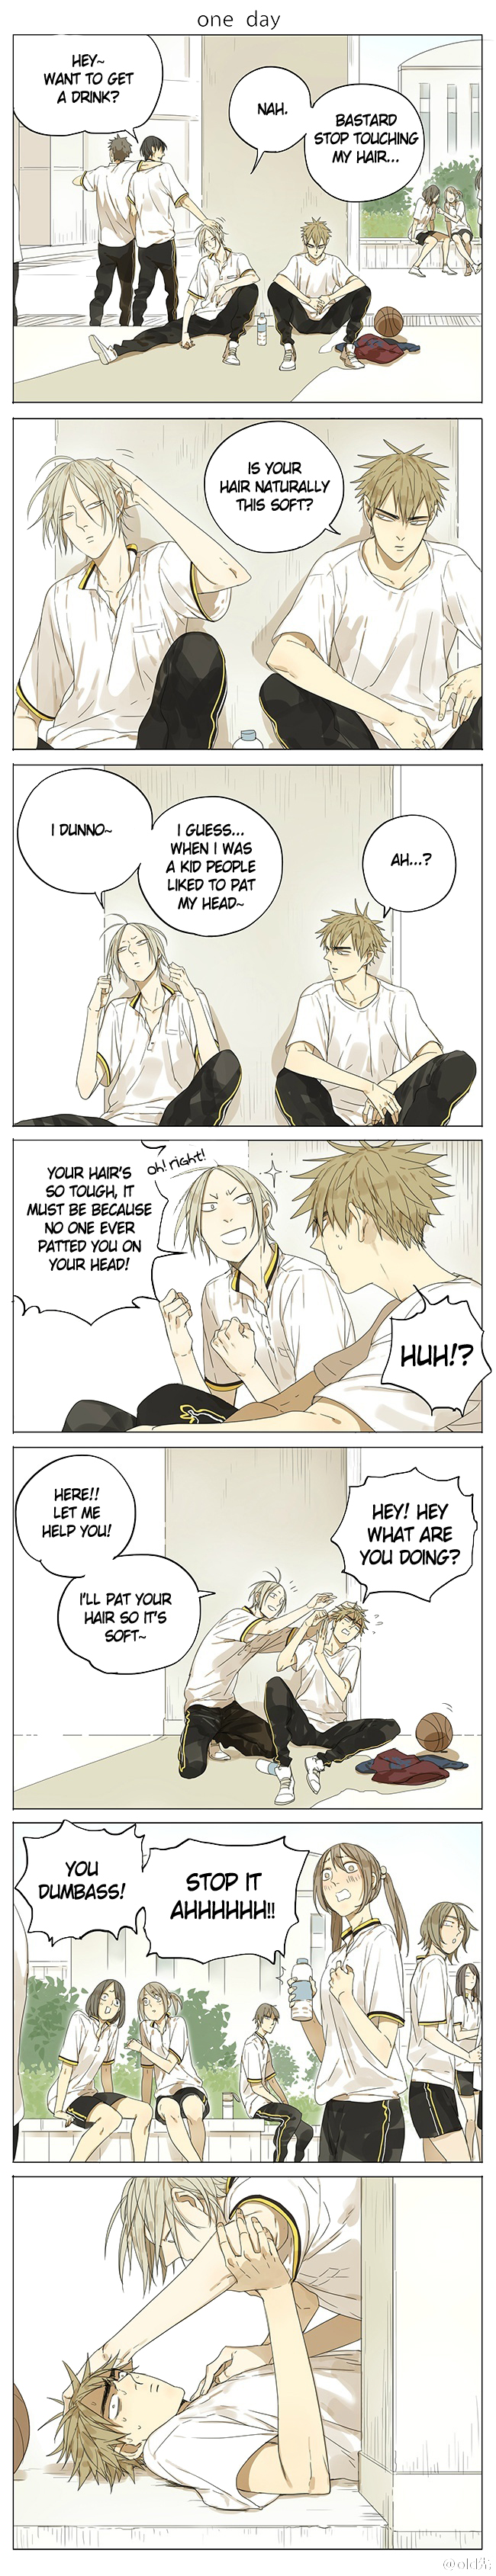 one day
HEY~
WANT TO GET
A DRINK?
NAH.
BASTARD
STOP TOUCHING
MY HAIR...
IS YOUR
HAIR NATURALLY
THIS SOFT?
I DUNNO~
I GUESS...
WHEN I WAS
A KID PEOPLE
LIKED TO PAT
MY HEAD~
AH...?
oh! right!
YOUR HAIR'S
SO TOUGH, IT
MUST BE BECAUSE
NO ONE EVER
PATTED YOU ON
YOUR HEAD!
HUH!?
HERE!!
LET ME
HELP YOU!
I'LL PAT YOUR
HAIR SO IT'S
SOFT~
HEY! HEY
WHAT ARE
YOU DOING?
YOU
DUMBASS!
STOP IT
AHHHHHH!!